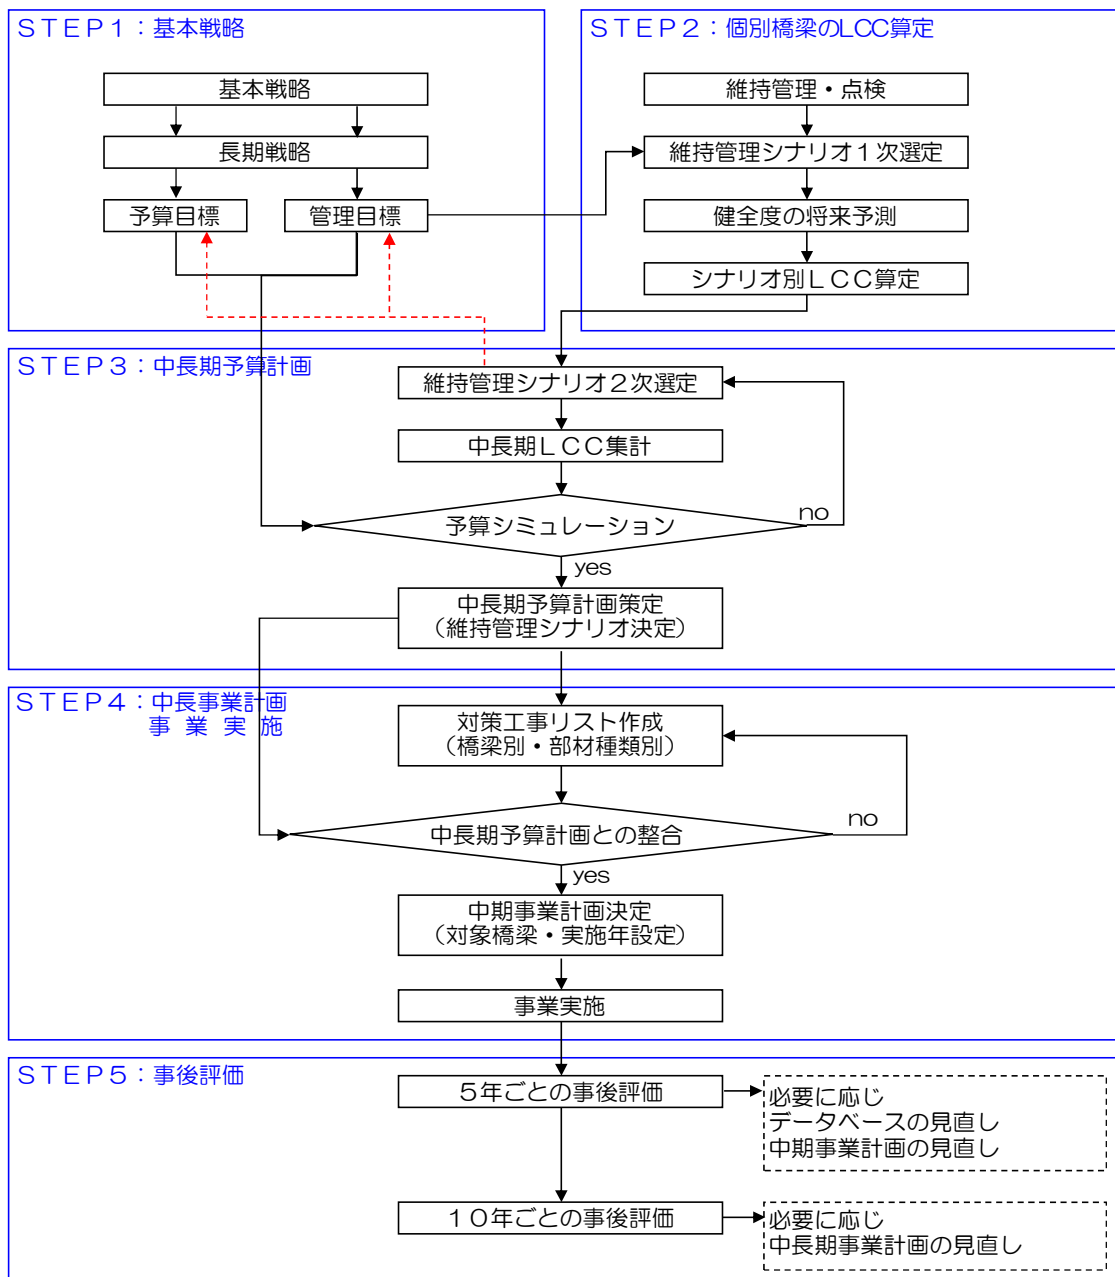 ＳＴＥＰ１：基本戦略
基本戦略
長期戦略
予算目標
管理目標
ＳＴＥＰ２：個別橋梁のLCC算定
維持管理・点検
維持管理シナリオ１次選定
健全度の将来予測
シナリオ別ＬＣＣ算定
ＳＴＥＰ３：中長期予算計画
維持管理シナリオ２次選定
中長期ＬＣＣ集計
予算シミュレーション
no
yes
中長期予算計画策定
（維持管理シナリオ決定）
ＳＴＥＰ４：中長事業計画
事 業 実 施
対策工事リスト作成
（橋梁別・部材種類別）
中長期予算計画との整合
no
yes
中期事業計画決定
（対象橋梁・実施年設定）
事業実施
ＳＴＥＰ５：事後評価
５年ごとの事後評価
必要に応じ
データベースの見直し
中期事業計画の見直し
１０年ごとの事後評価
必要に応じ
中長期事業計画の見直し